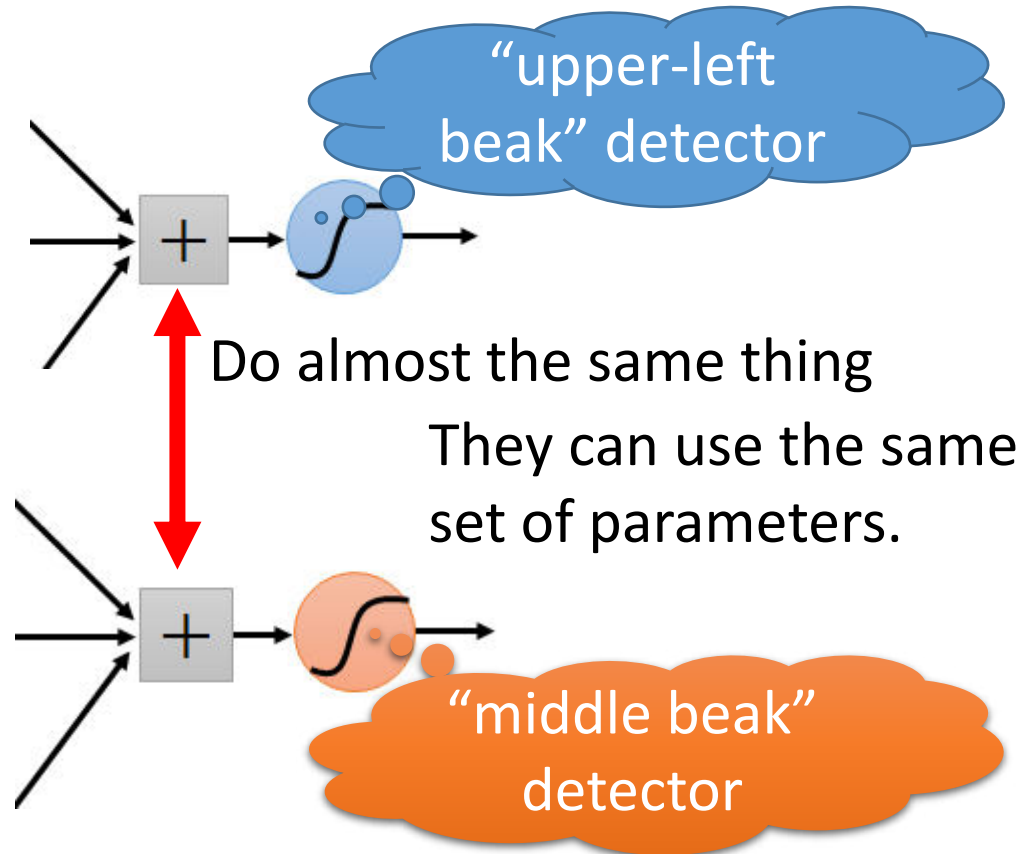 “upper-left
beak” detector
+
Do almost the same thing
They can use the same
set of parameters.
+
“middle beak”
detector